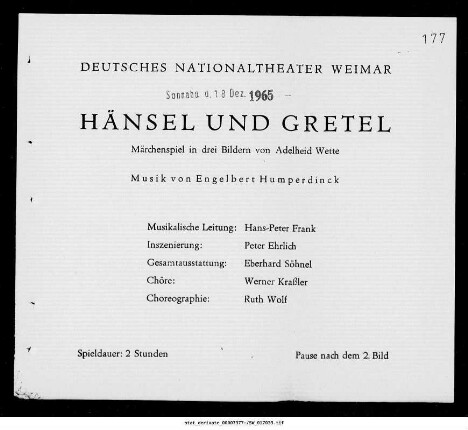 177
DEUTSCHES NATIONALTHEATER WEIMAR
Sonnabd d. 18 Dez. 1965 —
HÄNSEL UND GRETEL
Märchenspiel in drei Bildern von Adelheid Wette
Musik von Engelbert Humperdinck
Musikalische Leitung: Hans-Peter Frank
Inszenierung: Peter Ehrlich
Gesamtausstattung: Eberhard Söhnel
Chöre: Werner Kraßler
Choreographie: Ruth Wolf
Spieldauer: 2 Stunden Pause nach dem 2. Bild